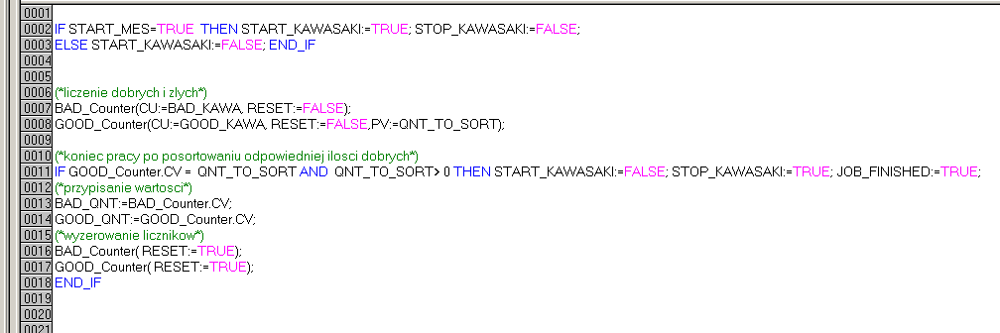 0001
0002 IF START_MES=TRUE THEN START_KAWASAKI:=TRUE; STOP_KAWASAKI:=FALSE;
0003 ELSE START_KAWASAKI:=FALSE; END_IF
0004
0005
0006 (*liczenie dobrych i zlych*)
0007 BAD_Counter(CU:=BAD_KAWA, RESET:=FALSE);
0008 GOOD_Counter(CU:=GOOD_KAWA, RESET:=FALSE,PV:=QNT_TO_SORT);
0009
0010 (*koniec pracy po posortowaniu odpowiedniej ilosci dobrych*)
0011 IF GOOD_Counter.CV = QNT_TO_SORT AND QNT_TO_SORT> 0 THEN START_KAWASAKI:=FALSE; STOP_KAWASAKI:=TRUE; JOB_FINISHED:=TRUE;
0012 (*przypisanie wartosci*)
0013 BAD_QNT:=BAD_Counter.CV;
0014 GOOD_QNT:=GOOD_Counter.CV;
0015 (*wyzerowanie licznikow*)
0016 BAD_Counter( RESET:=TRUE);
0017 GOOD_Counter( RESET:=TRUE);
0018 END_IF
0019
0020
0021